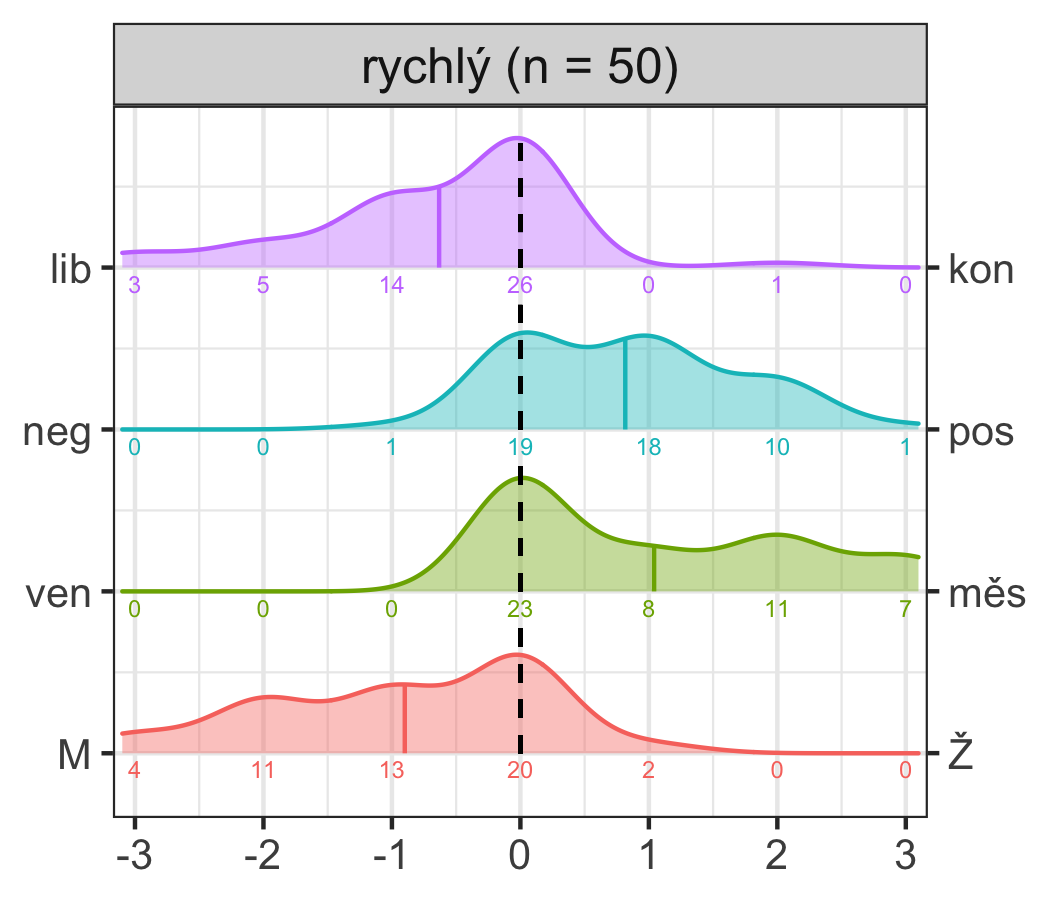 rychlý (n = 50)
lib kon
3 5 14 26 0 1 0
neg pos
0 0 1 19 18 10 1
ven měs
0 0 0 23 8 11 7
M Ž
4 11 13 20 2 0 0
-3 -2 -1 0 1 2 3